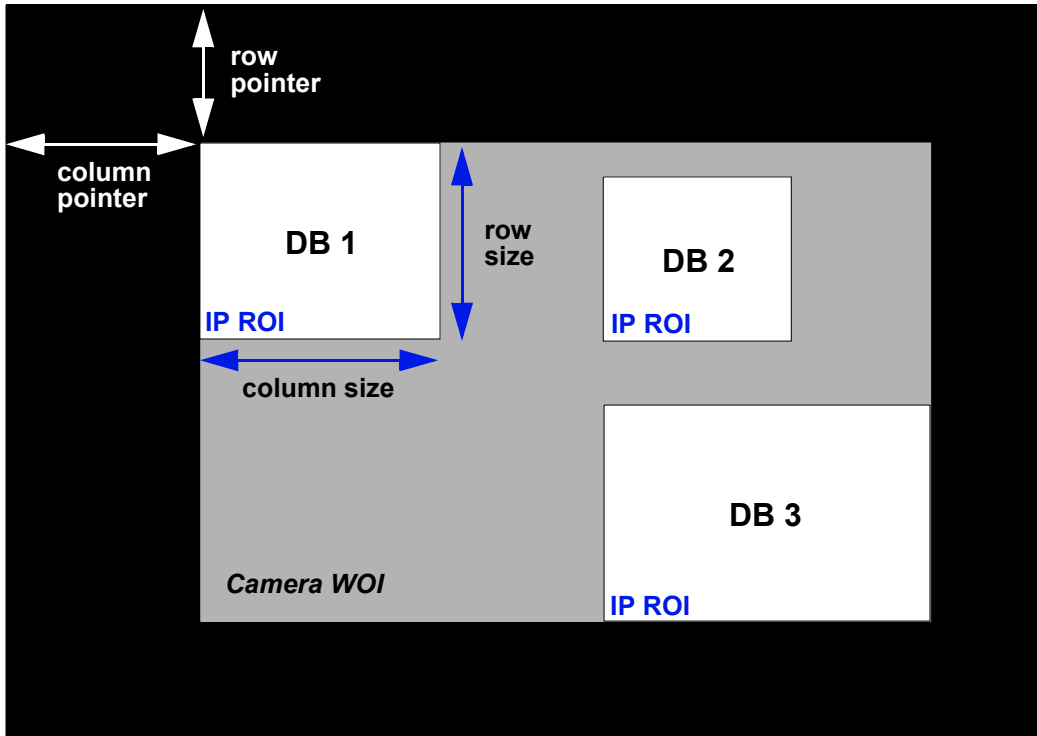 row
pointer
column
pointer
DB 1
row
size
DB 2
IP ROI
IP ROI
column size
DB 3
Camera WOI
IP ROI